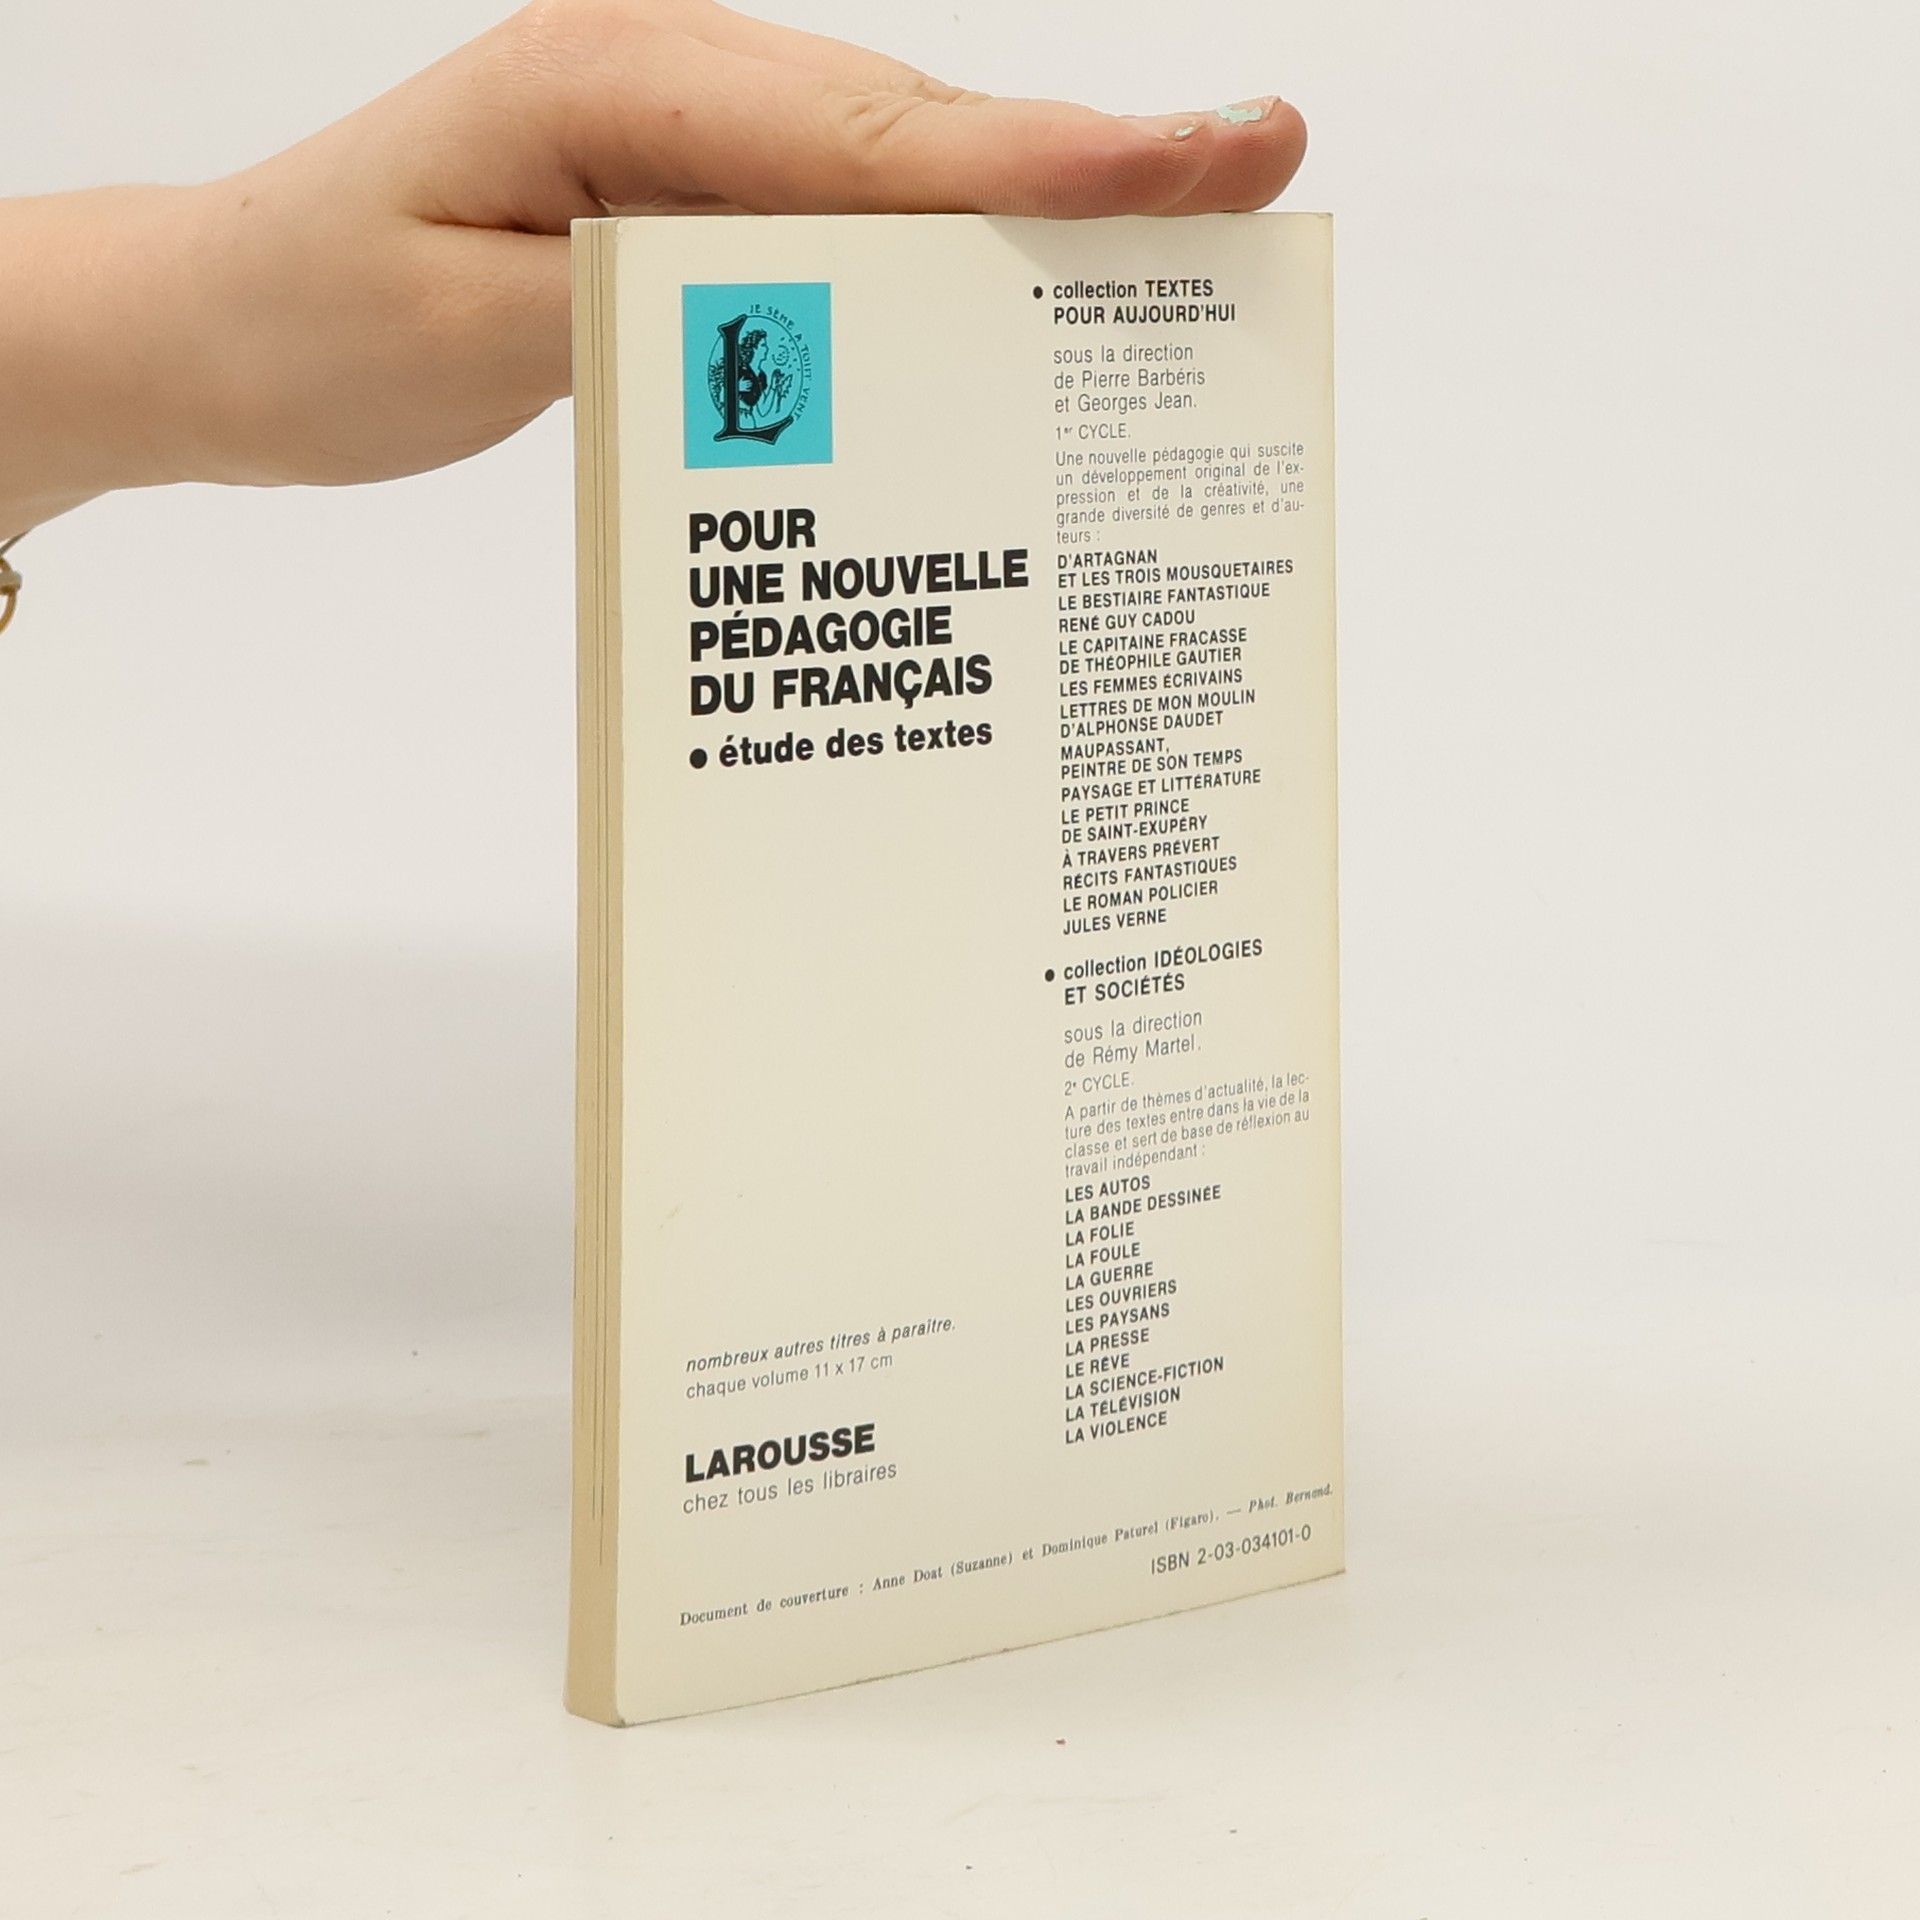 JE SÈME A TOUT VENT
POUR
UNE NOUVELLE
PÉDAGOGIE
DU FRANÇAIS
• étude des textes
nombreux autres titres à paraître.
chaque volume 11 x 17 cm
LAROUSSE
chez tous les libraires
• collection TEXTES
POUR AUJOURD'HUI
sous la direction
de Pierre Barbéris
et Georges Jean.
1er CYCLE.
Une nouvelle pédagogie qui suscite
un développement original de l'ex-
pression et de la créativité, une
grande diversité de genres et d'au-
teurs :
D'ARTAGNAN
ET LES TROIS MOUSQUETAIRES
LE BESTIAIRE FANTASTIQUE
RENÉ GUY CADOU
LE CAPITAINE FRACASSE
DE THÉOPHILE GAUTIER
LES FEMMES ÉCRIVAINS
LETTRES DE MON MOULIN
D'ALPHONSE DAUDET
MAUPASSANT,
PEINTRE DE SON TEMPS
PAYSAGE ET LITTÉRATURE
LE PETIT PRINCE
DE SAINT-EXUPÉRY
À TRAVERS PRÉVERT
RÉCITS FANTASTIQUES
LE ROMAN POLICIER
JULES VERNE
• collection IDÉOLOGIES
ET SOCIÉTÉS
sous la direction
de Rémy Martel.
2e CYCLE.
A partir de thèmes d'actualité, la lec-
ture des textes entre dans la vie de la
classe et sert de base de réflexion au
travail indépendant :
LES AUTOS
LA BANDE DESSINÉE
LA FOLIE
LA FOULE
LA GUERRE
LES OUVRIERS
LES PAYSANS
LA PRESSE
LE RÊVE
LA SCIENCE-FICTION
LA TÉLÉVISION
LA VIOLENCE
Document de couverture : Anne Doat (Suzanne) et Dominique Paturel (Figaro). — Phot. Bernand.
ISBN 2-03-034101-0